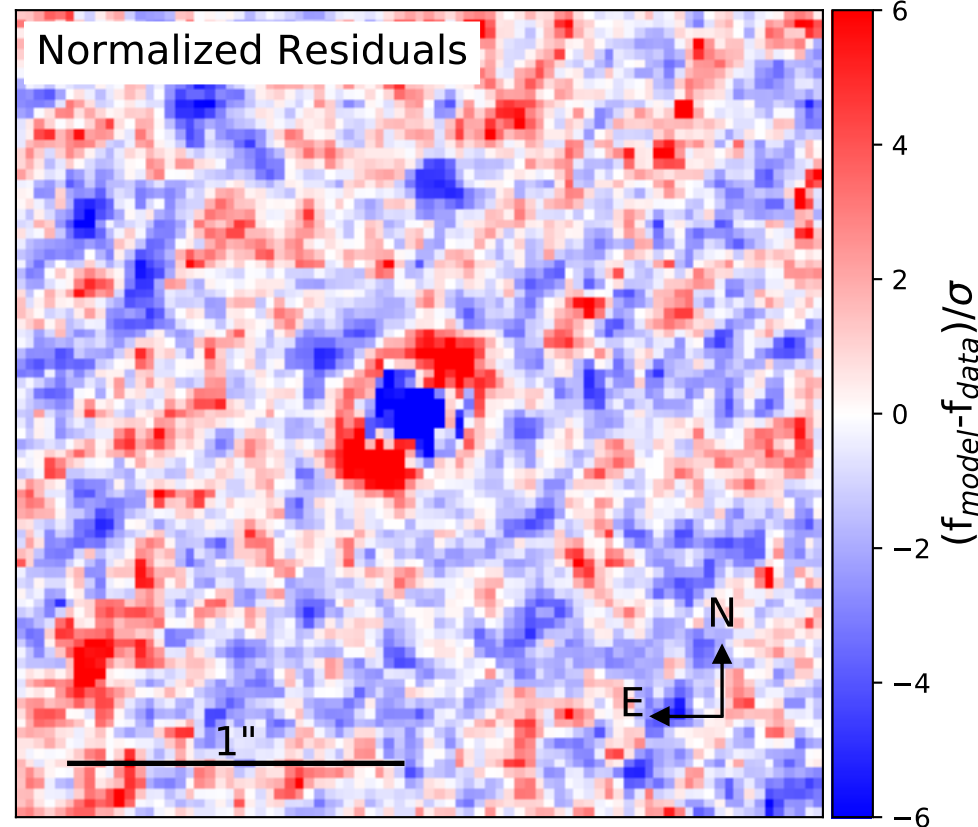 Normalized Residuals
6
4
2
0
−2
−4
−6
(f_model-f_data)/σ
N
E
1"